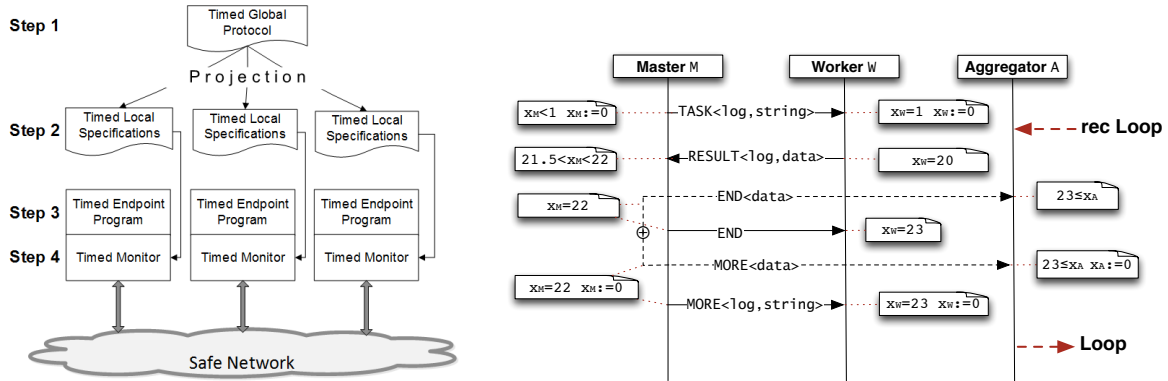 Step 1
Timed Global
Protocol
Projection
Step 2
Timed Local
Specifications
Timed Local
Specifications
Timed Local
Specifications
Step 3
Timed Endpoint
Program
Timed Endpoint
Program
Timed Endpoint
Program
Step 4
Timed Monitor
Timed Monitor
Timed Monitor
Safe Network
Master M
Worker W
Aggregator A
xM<1 xM:=0
TASK<log,string>
xW=1 xW:=0
rec Loop
21.5<xM<22
RESULT<log,data>
xW=20
xM=22
END<data>
23≤xA
END
xW=23
⊕
MORE<data>
23≤xA xA:=0
xM=22 xM:=0
MORE<log,string>
xW=23 xW:=0
Loop